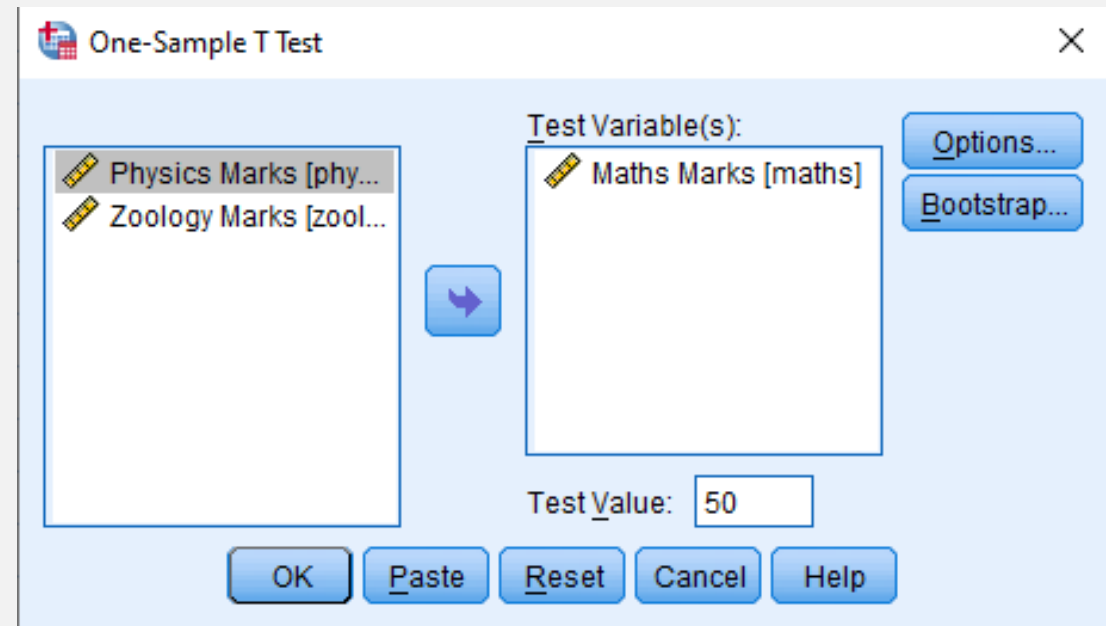 One-Sample T Test
Test Variable(s):
Physics Marks [phy...
Zoology Marks [zool...
Maths Marks [maths]
Options...
Bootstrap...
Test Value: 50
OK Paste Reset Cancel Help